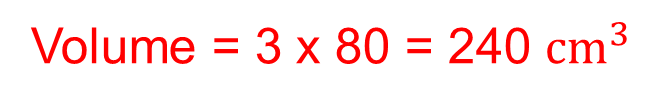 Volume = 3 x 80 = 240 cm³